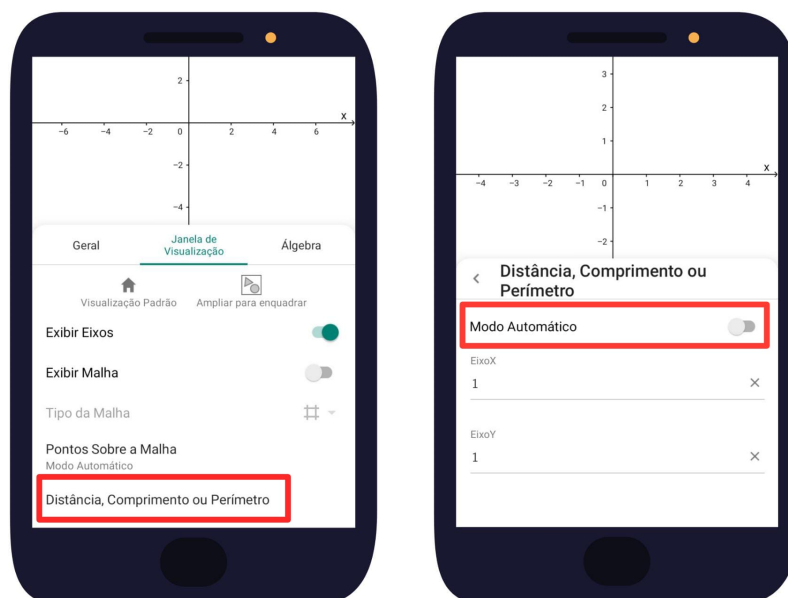 2
x
−6 −4 −2 0 2 4 6
−2
−4
Geral
Janela de
Visualização
Álgebra
Visualização Padrão
Ampliar para enquadrar
Exibir Eixos
Exibir Malha
Tipo da Malha
Pontos Sobre a Malha
Modo Automático
Distância, Comprimento ou Perímetro
3
2
1
x
−4 −3 −2 −1 0 1 2 3 4
−1
−2
Distância, Comprimento ou
Perímetro
Modo Automático
EixoX
1
EixoY
1